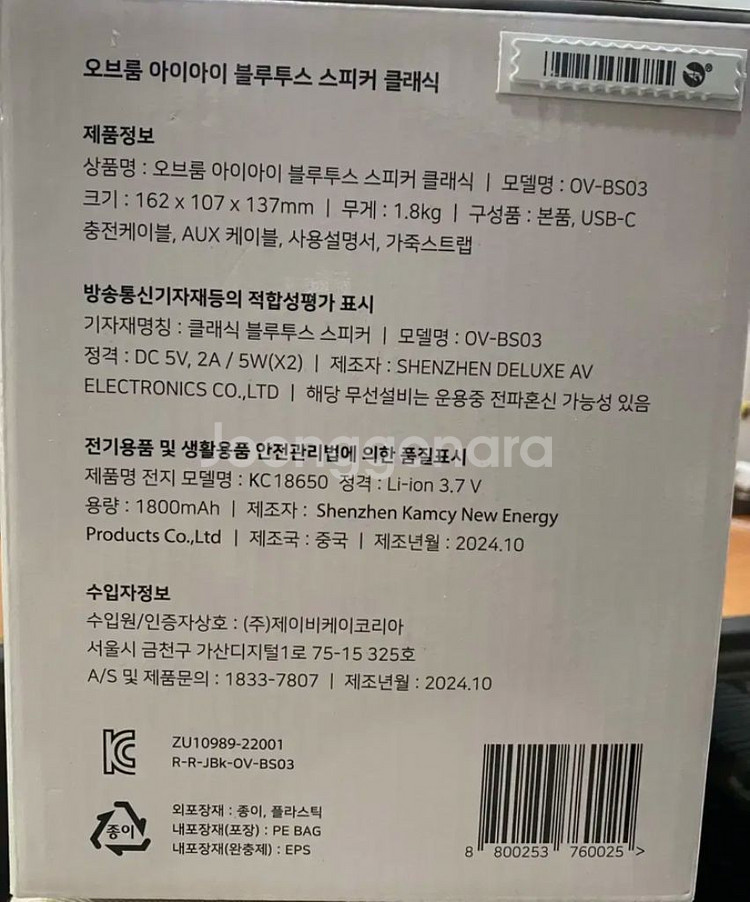 오브룸 아이아이 블루투스 스피커 클래식
제품정보
상품명 : 오브룸 아이아이 블루투스 스피커 클래식 | 모델명 : OV-BS03
크기 : 162 x 107 x 137mm | 무게 : 1.8kg | 구성품 : 본품, USB-C
충전케이블, AUX 케이블, 사용설명서, 가죽스트랩
방송통신기자재등의 적합성평가 표시
기자재명칭 : 클래식 블루투스 스피커 | 모델명 : OV-BS03
정격 : DC 5V, 2A / 5W(X2) | 제조자 : SHENZHEN DELUXE AV
ELECTRONICS CO.,LTD | 해당 무선설비는 운용중 전파혼신 가능성 있음
전기용품 및 생활용품 안전관리법에 의한 품질표시
Joonggonara
제품명 전지 모델명 : KC18650 정격 : Li-ion 3.7 V
용량 : 1800mAh | 제조자 : Shenzhen Kamcy New Energy
Products Co.,Ltd | 제조국 : 중국 | 제조년월 : 2024.10
수입자정보
수입원/인증자상호 : (주)제이비케이코리아
서울시 금천구 가산디지털1로 75-15 325호
A/S 및 제품문의 : 1833-7807 | 제조년월 : 2024.10
ZU10989-22001
R-R-JBk-OV-BS03
종이
외포장재 : 종이, 플라스틱
내포장재(포장) : PE BAG
내포장재(완충제) : EPS
8 800253 760025 >